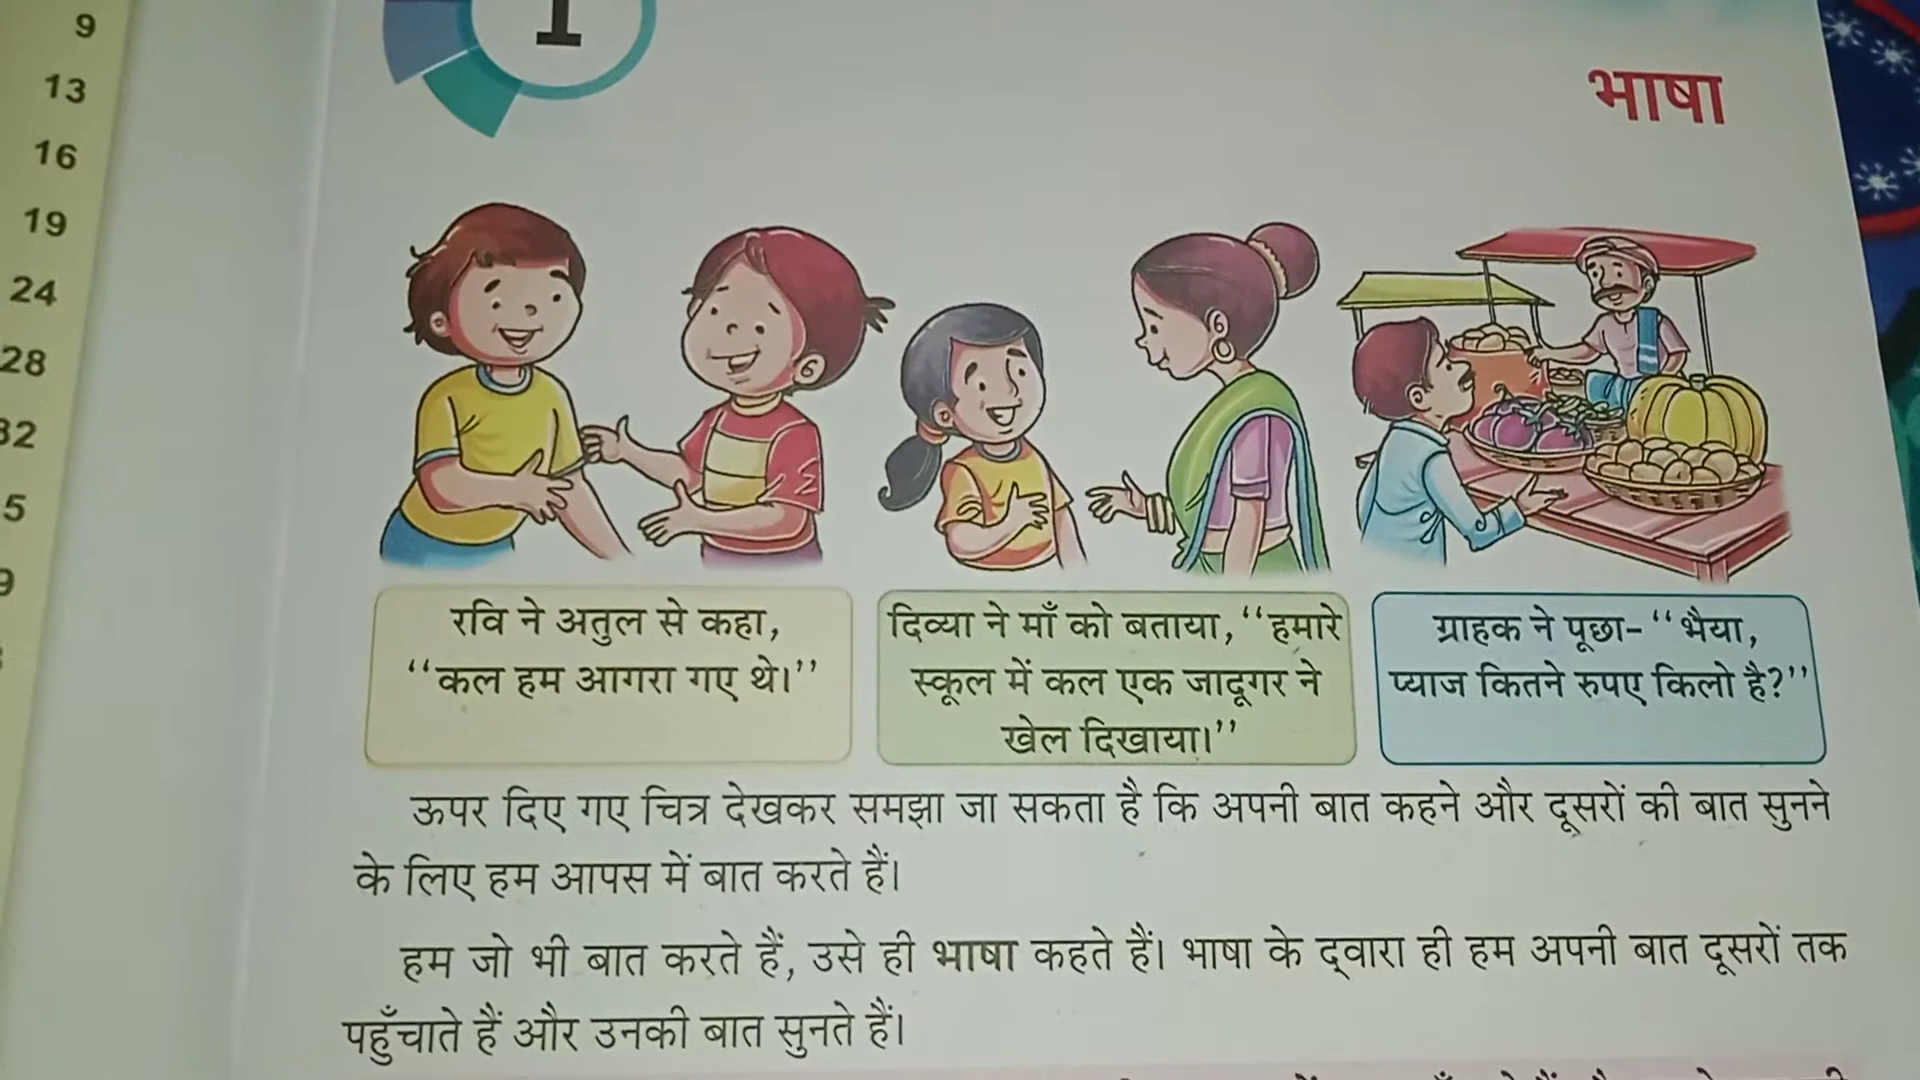 9
13
16
19
24
28
32
5
9
1
भाषा
रवि ने अतुल से कहा,
‘‘कल हम आगरा गए थे।’’
दिव्या ने माँ को बताया, ‘‘हमारे
स्कूल में कल एक जादूगर ने
खेल दिखाया।’’
ग्राहक ने पूछा- ‘‘भैया,
प्याज कितने रुपए किलो है?’’
ऊपर दिए गए चित्र देखकर समझा जा सकता है कि अपनी बात कहने और दूसरों की बात सुनने
के लिए हम आपस में बात करते हैं।
हम जो भी बात करते हैं, उसे ही भाषा कहते हैं। भाषा के द्‌वारा ही हम अपनी बात दूसरों तक
पहुँचाते हैं और उनकी बात सुनते हैं।